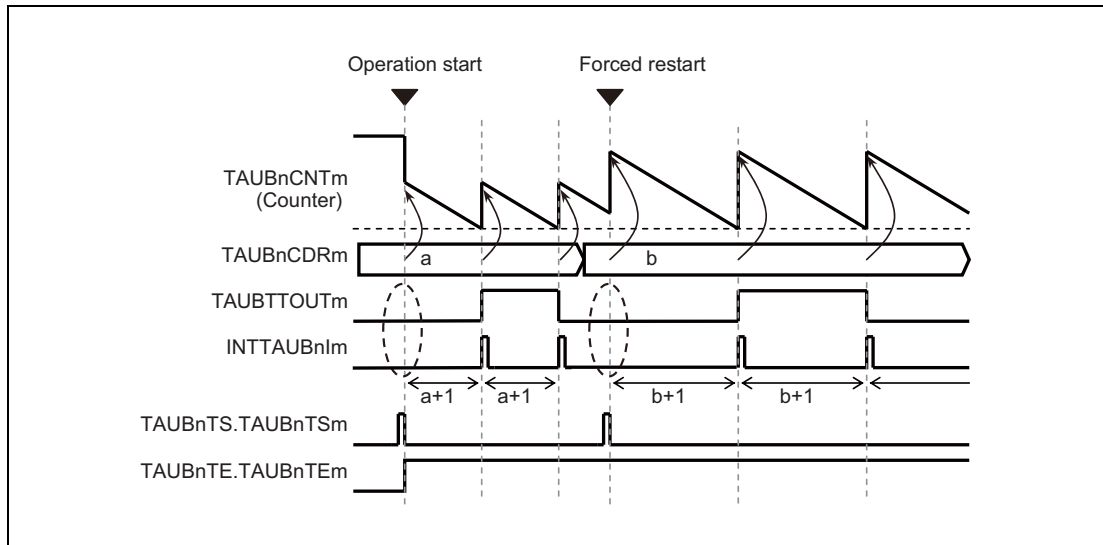 Operation start
Forced restart
TAUBnCNTm
(Counter)
TAUBnCDRm
a
b
TAUBTTOUTm
INTTAUBnIm
a+1
a+1
b+1
b+1
TAUBnTS.TAUBnTSm
TAUBnTE.TAUBnTEm